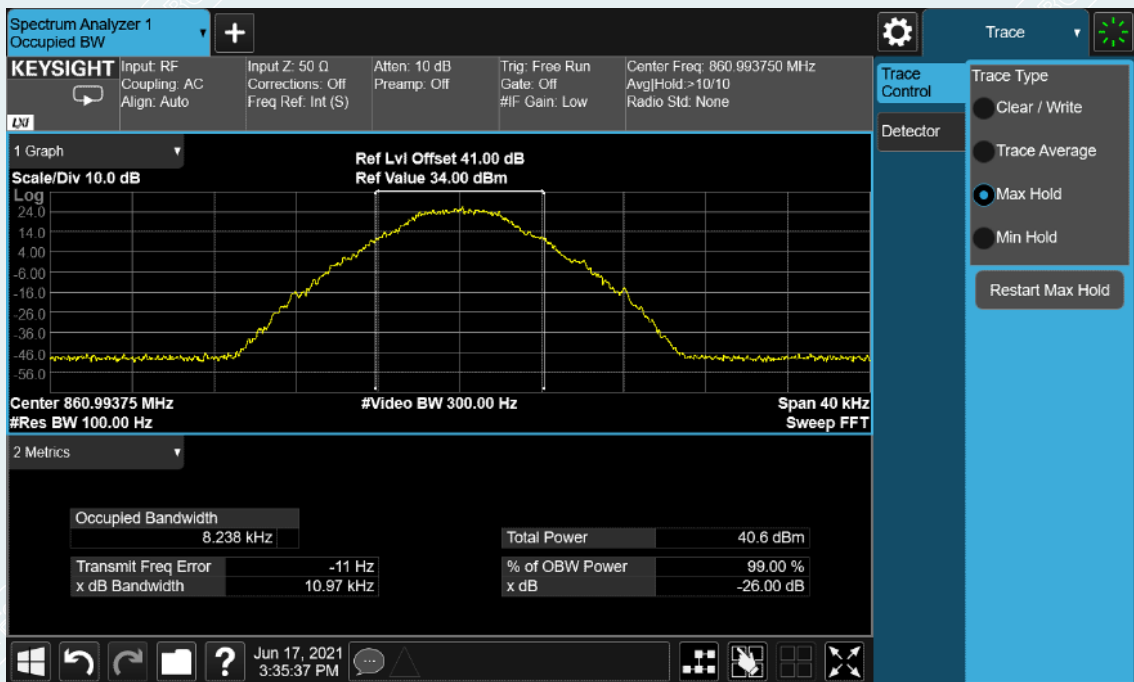 Spectrum Analyzer 1
Occupied BW
Trace
KEYSIGHT
LXI
Input: RF
Coupling: AC
Align: Auto
Input Z: 50 Ω
Corrections: Off
Freq Ref: Int (S)
Atten: 10 dB
Preamp: Off
Trig: Free Run
Gate: Off
#IF Gain: Low
Center Freq: 860.993750 MHz
Avg|Hold:>10/10
Radio Std: None
Trace
Control
Detector
Trace Type
Clear / Write
Trace Average
Max Hold
Min Hold
Restart Max Hold
1 Graph
Scale/Div 10.0 dB
Ref Lvl Offset 41.00 dB
Ref Value 34.00 dBm
Log
24.0
14.0
4.00
-6.00
-16.0
-26.0
-36.0
-46.0
-56.0
Center 860.99375 MHz
#Video BW 300.00 Hz
Span 40 kHz
#Res BW 100.00 Hz
Sweep FFT
2 Metrics
Occupied Bandwidth
8.238 kHz
Total Power 40.6 dBm
Transmit Freq Error -11 Hz
% of OBW Power 99.00 %
x dB Bandwidth 10.97 kHz
x dB -26.00 dB
Jun 17, 2021
3:35:37 PM